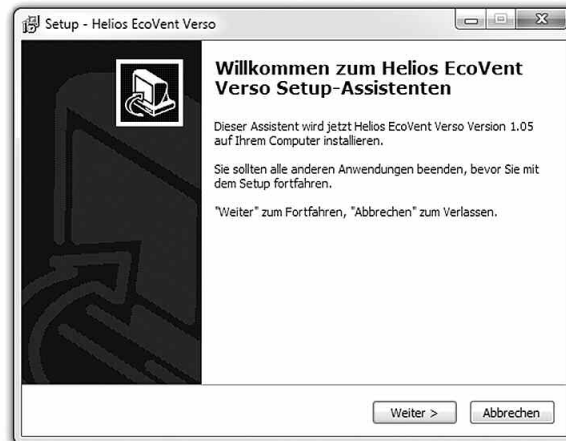 Setup - Helios EcoVent Verso
Willkommen zum Helios EcoVent
Verso Setup-Assistenten
Dieser Assistent wird jetzt Helios EcoVent Verso Version 1.05
auf Ihrem Computer installieren.
Sie sollten alle anderen Anwendungen beenden, bevor Sie mit
dem Setup fortfahren.
"Weiter" zum Fortfahren, "Abbrechen" zum Verlassen.
Weiter >
Abbrechen